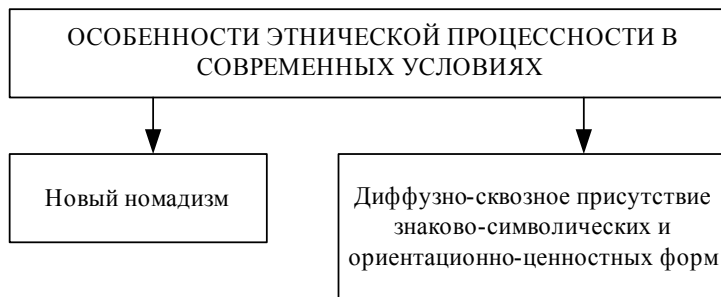 ОСОБЕННОСТИ ЭТНИЧЕСКОЙ ПРОЦЕССНОСТИ В
СОВРЕМЕННЫХ УСЛОВИЯХ
Новый номадизм
Диффузно-сквозное присутствие
знаково-символических и
ориентационно-ценностных форм